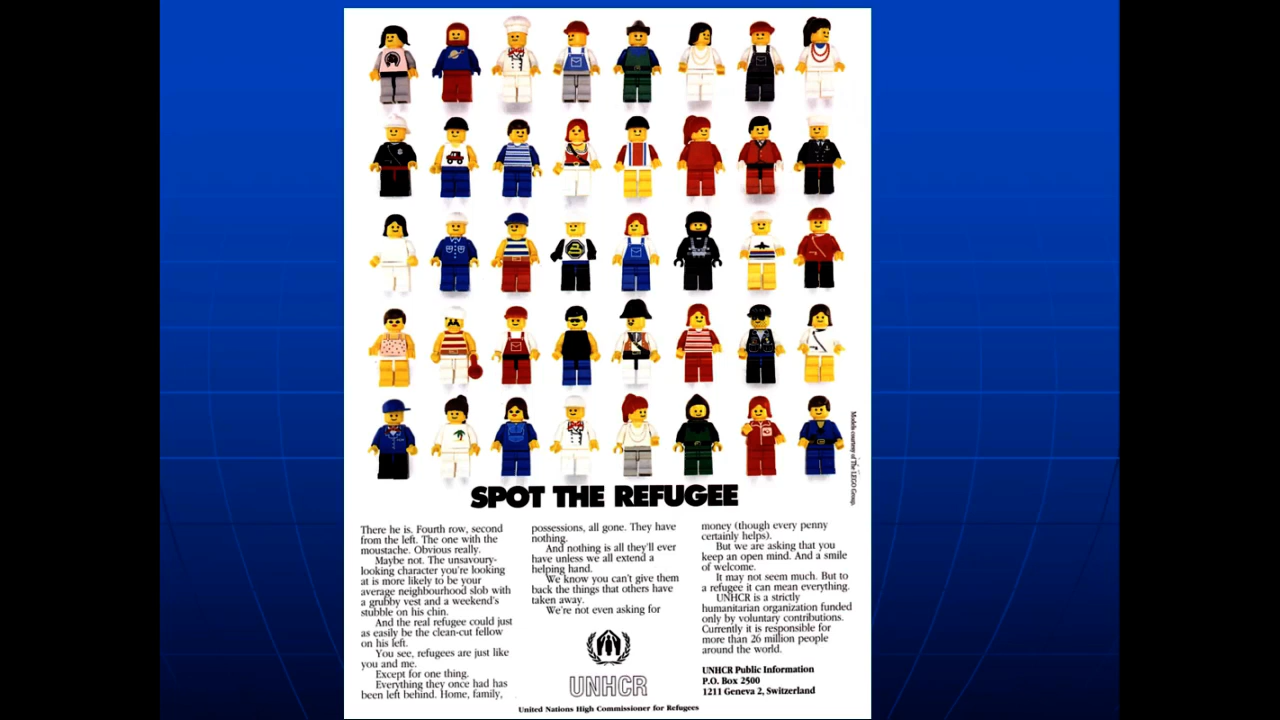 Models courtesy of The LEGO Group.
SPOT THE REFUGEE
There he is. Fourth row, second
from the left. The one with the
moustache. Obvious really.
Maybe not. The unsavoury-
looking character you're looking
at is more likely to be your
average neighbourhood slob with
a grubby vest and a weekend's
stubble on his chin.
And the real refugee could just
as easily be the clean-cut fellow
on his left.
You see, refugees are just like
you and me.
Except for one thing.
Everything they once had has
been left behind. Home, family,
possessions, all gone. They have
nothing.
And nothing is all they'll ever
have unless we all extend a
helping hand.
We know you can't give them
back the things that others have
taken away.
We're not even asking for
money (though every penny
certainly helps).
But we are asking that you
keep an open mind. And a smile
of welcome.
It may not seem much. But to
a refugee it can mean everything.
UNHCR is a strictly
humanitarian organization funded
only by voluntary contributions.
Currently it is responsible for
more than 26 million people
around the world.
UNHCR Public Information
P.O. Box 2500
1211 Geneva 2, Switzerland
UNHCR
United Nations High Commissioner for Refugees